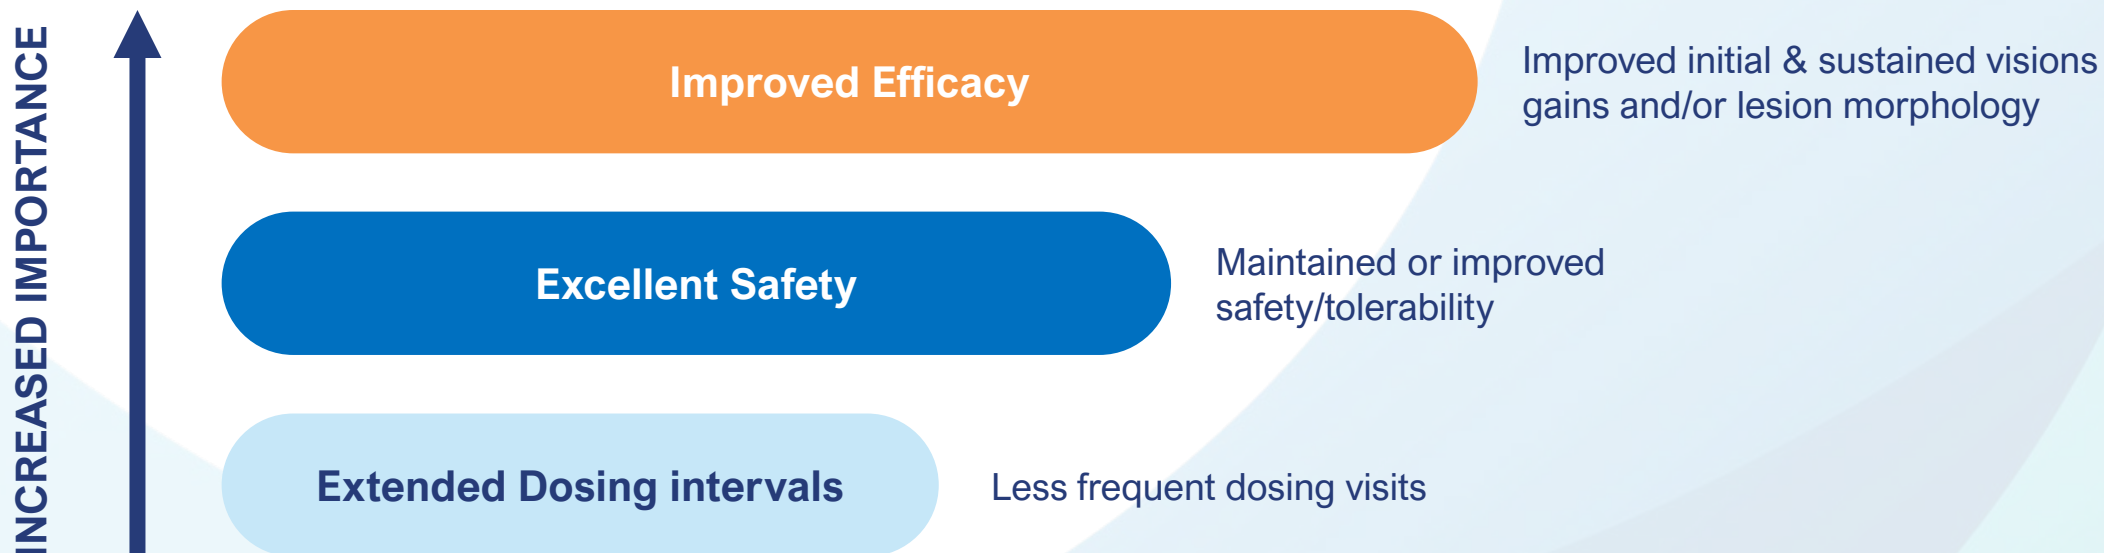 INCREASED IMPORTANCE
Improved Efficacy
Improved initial & sustained visions
gains and/or lesion morphology
Excellent Safety
Maintained or improved
safety/tolerability
Extended Dosing intervals
Less frequent dosing visits